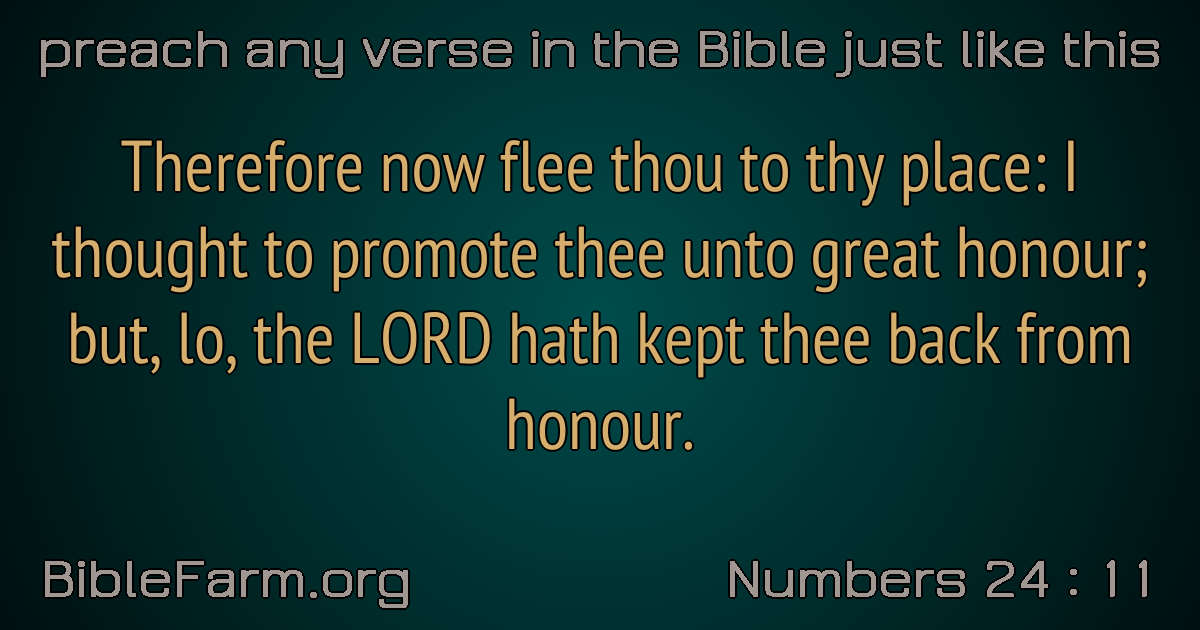 preach any verse in the Bible just like this
Therefore now flee thou to thy place: I
thought to promote thee unto great honour;
but, lo, the LORD hath kept thee back from
honour.
BibleFarm.org
Numbers 24 : 11